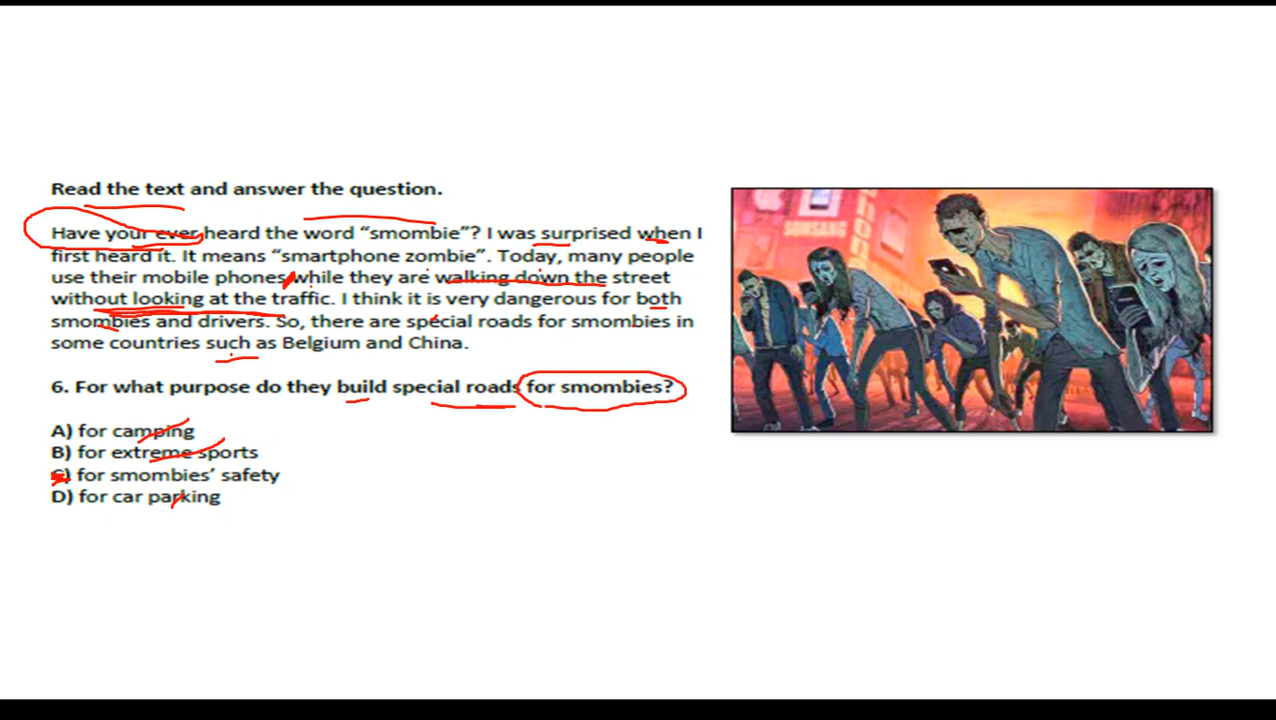 Read the text and answer the question.
Have your ever heard the word “smombie”? I was surprised when I
first heard it. It means “smartphone zombie”. Today, many people
use their mobile phones while they are walking down the street
without looking at the traffic. I think it is very dangerous for both
smombies and drivers. So, there are special roads for smombies in
some countries such as Belgium and China.
6. For what purpose do they build special roads for smombies?
A) for camping
B) for extreme sports
C) for smombies’ safety
D) for car parking
SOMSANG